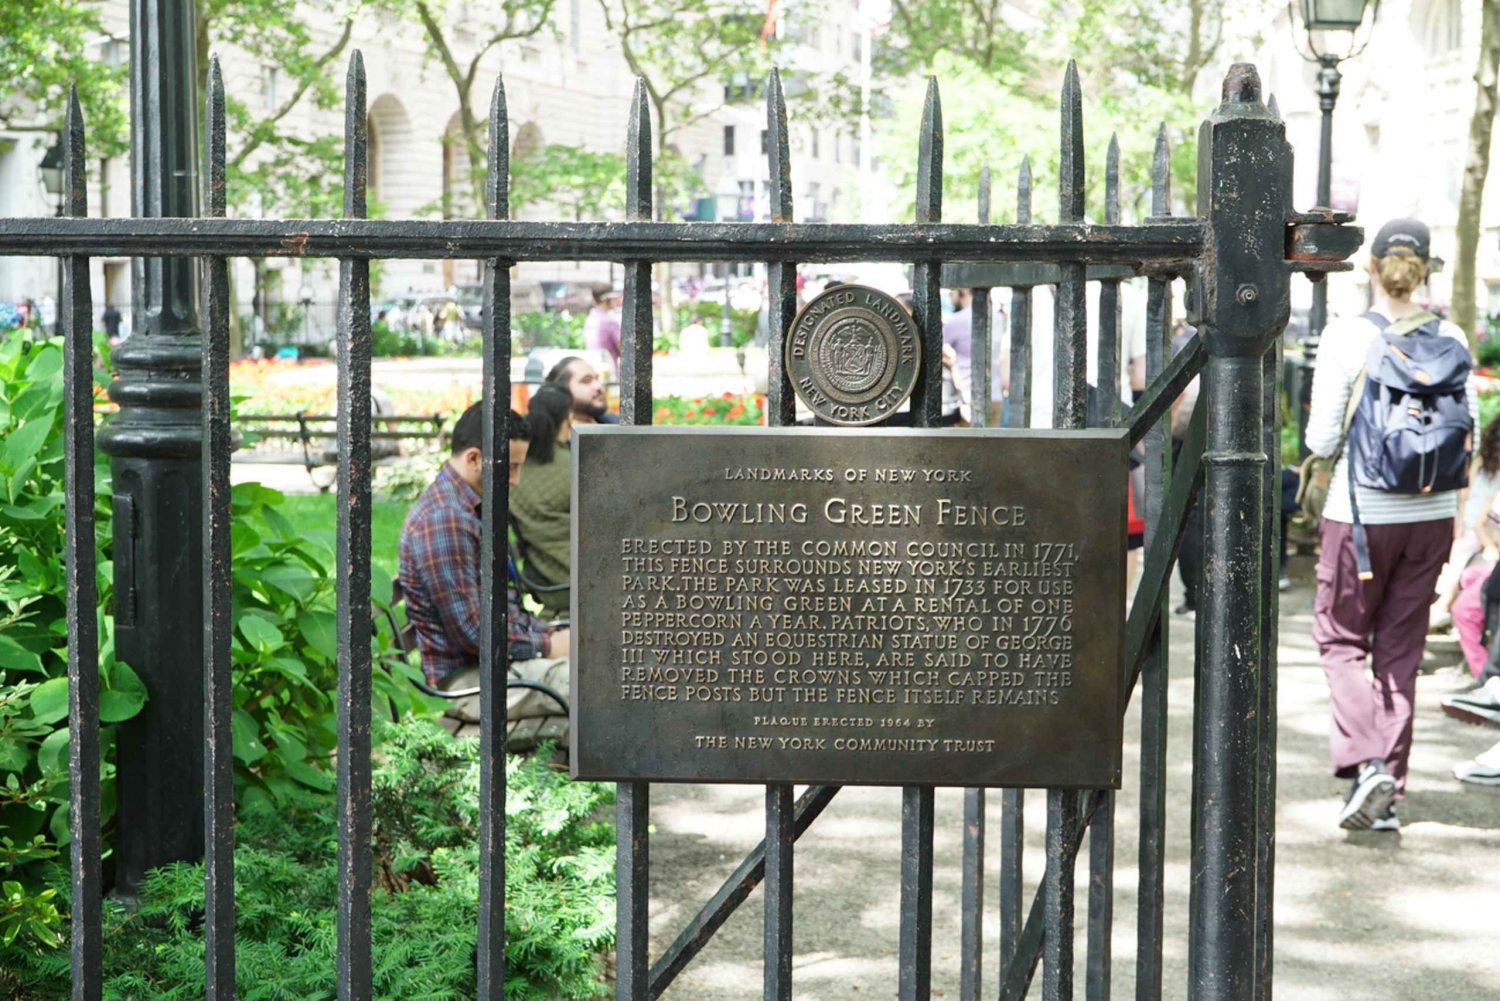 DESIGNATED LANDMARK
NEW YORK CITY
LANDMARKS OF NEW YORK
BOWLING GREEN FENCE
ERECTED BY THE COMMON COUNCIL IN 1771,
THIS FENCE SURROUNDS NEW YORK'S EARLIEST
PARK. THE PARK WAS LEASED IN 1733 FOR USE
AS A BOWLING GREEN AT A RENTAL OF ONE
PEPPERCORN A YEAR. PATRIOTS, WHO IN 1776
DESTROYED AN EQUESTRIAN STATUE OF GEORGE
III WHICH STOOD HERE, ARE SAID TO HAVE
REMOVED THE CROWNS WHICH CAPPED THE
FENCE POSTS BUT THE FENCE ITSELF REMAINS
PLAQUE ERECTED 1964 BY
THE NEW YORK COMMUNITY TRUST